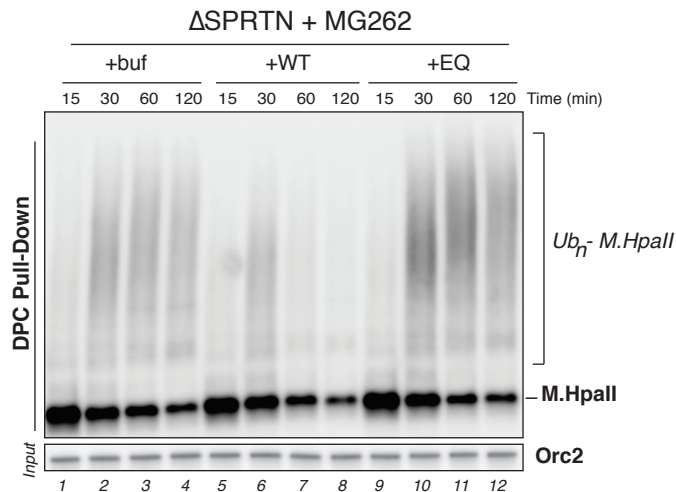 ΔSPRTN + MG262
+buf +WT +EQ
15 30 60 120 15 30 60 120 15 30 60 120 Time (min)
DPC Pull-Down
Ubn- M.HpaII
M.HpaII
Input
Orc2
1 2 3 4 5 6 7 8 9 10 11 12